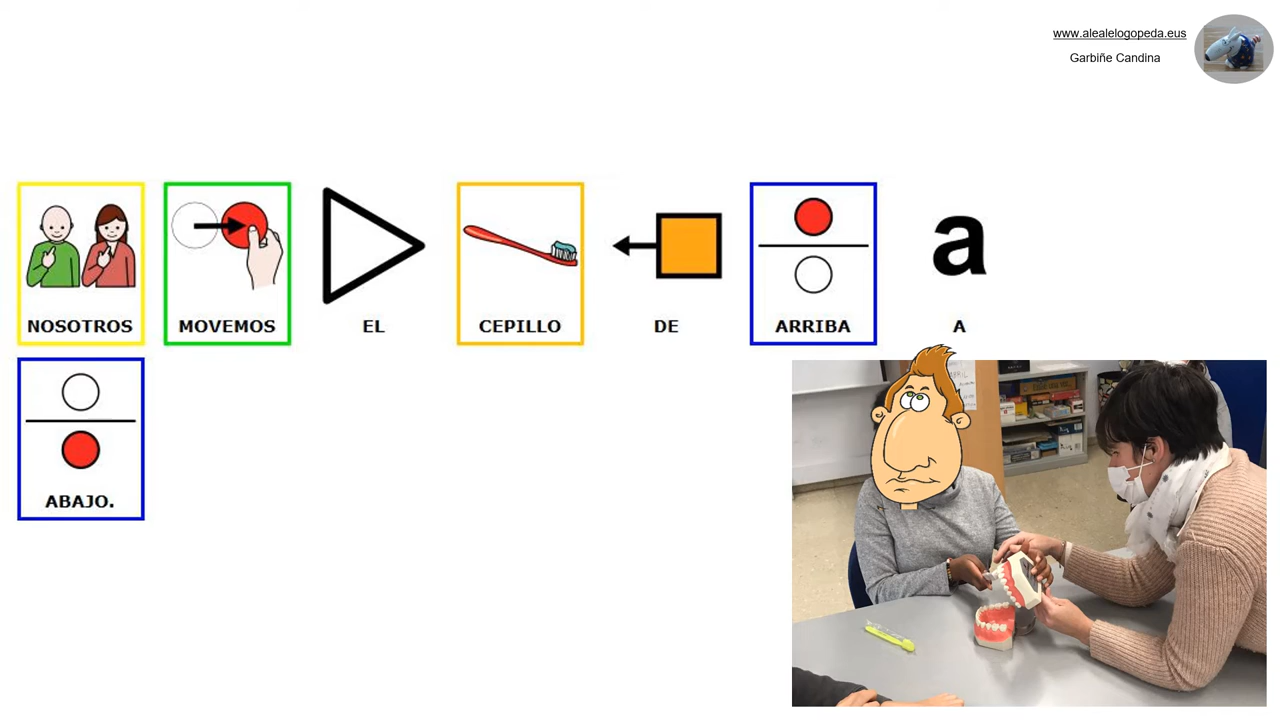 www.alealelogopeda.eus
Garbiñe Candina
a
NOSOTROS MOVEMOS EL CEPILLO DE ARRIBA A
ABAJO.